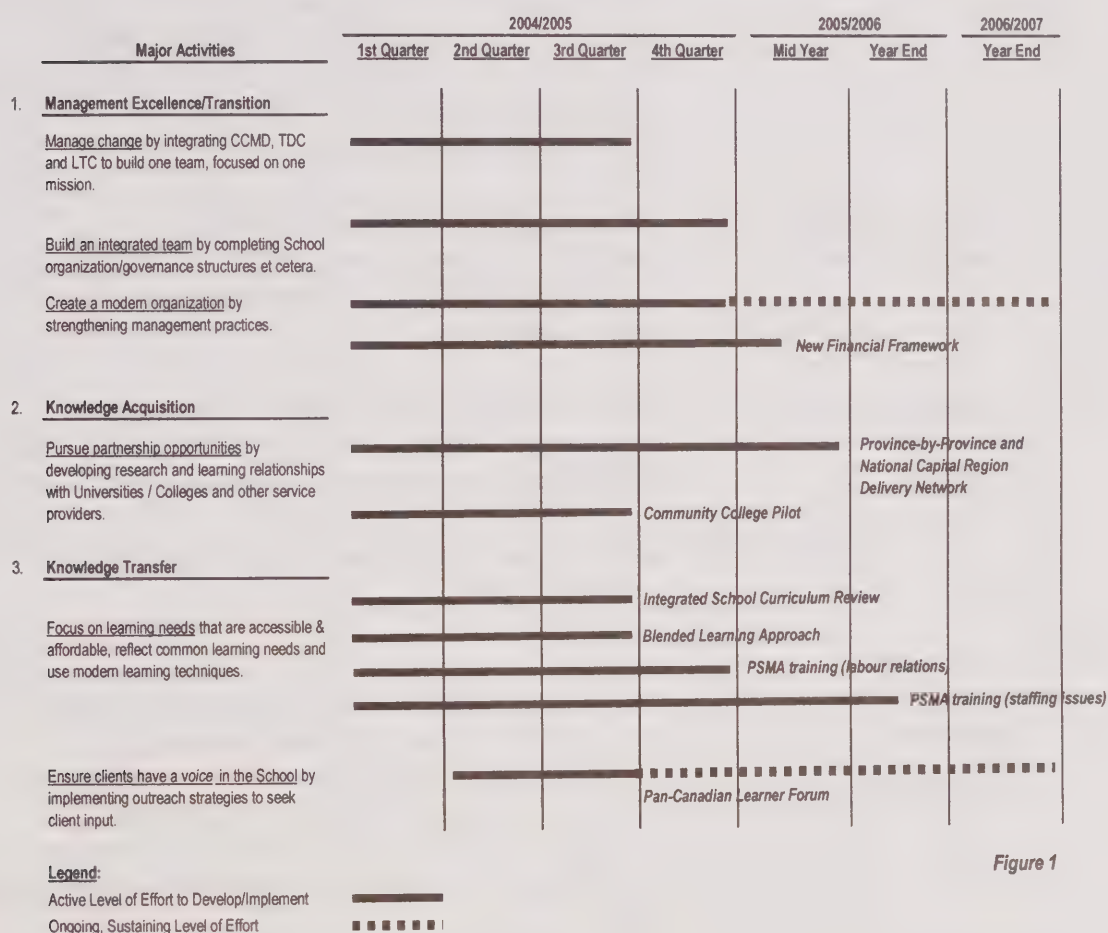 2004/2005 2005/2006 2006/2007
Major Activities 1st Quarter 2nd Quarter 3rd Quarter 4th Quarter Mid Year Year End Year End
1. Management Excellence/Transition
Manage change by integrating CCMD, TDC
and LTC to build one team, focused on one
mission.
Build an integrated team by completing School
organization/governance structures et cetera.
Create a modern organization by
strengthening management practices.
New Financial Framework
2. Knowledge Acquisition
Pursue partnership opportunities by
developing research and learning relationships
with Universities / Colleges and other service
providers.
Province-by-Province and
National Capital Region
Delivery Network
Community College Pilot
3. Knowledge Transfer
Integrated School Curriculum Review
Focus on learning needs that are accessible &
affordable, reflect common learning needs and
use modern learning techniques.
Blended Learning Approach
PSMA training (labour relations)
PSMA training (staffing issues)
Ensure clients have a voice in the School by
implementing outreach strategies to seek
client input.
Pan-Canadian Learner Forum
Figure 1
Legend:
Active Level of Effort to Develop/Implement
Ongoing, Sustaining Level of Effort